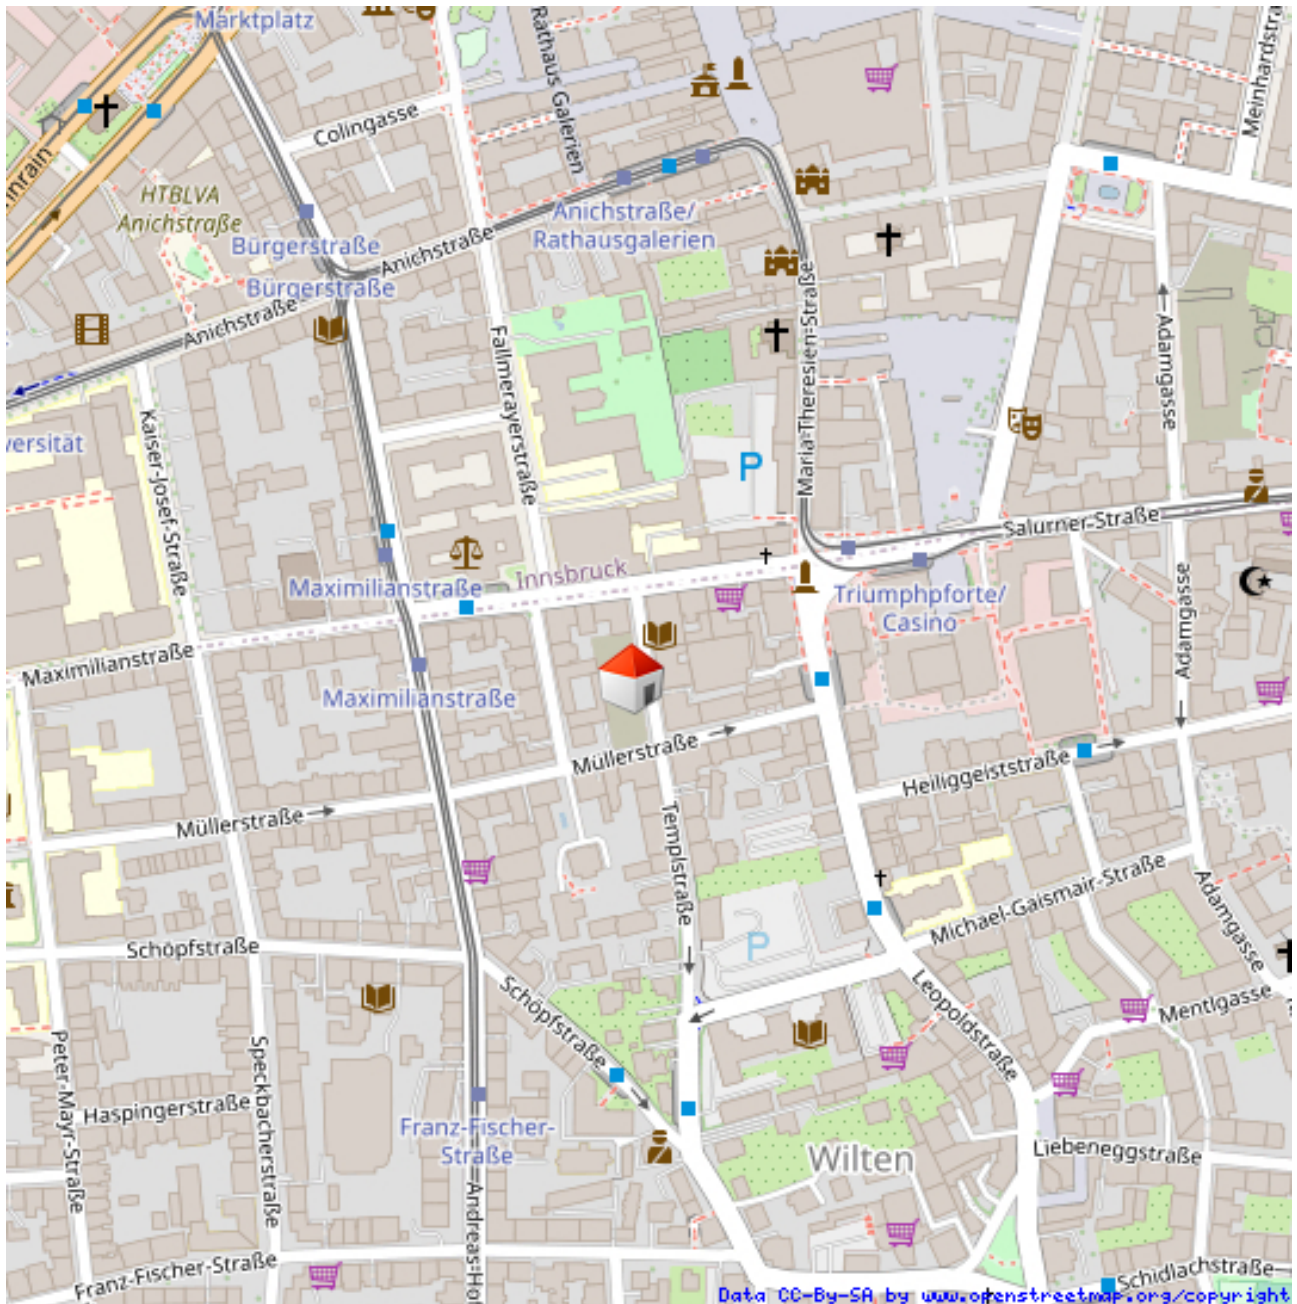 Marktplatz
Rathaus Galerien
Meinhardstra
Colingasse
nnrain
HTBLVA
Anichstraße
Bürgerstraße
Bürgerstraße
Anichstraße
Anichstraße/
Rathausgalerien
Anichstraße
Maria-Theresien-Straße
Adamgasse
Fallmerayerstraße
Kaiser-Josef-Straße
versität
P
Salurner-Straße
Innsbruck
Maximilianstraße
Triumphpforte/
Casino
Adamgasse
Maximilianstraße
Maximilianstraße
Müllerstraße
Heiliggeiststraße
Müllerstraße
Templstraße
Michael-Gaismair-Straße
Adamgasse
Schöpfstraße
P
Schöpfstraße
Leopoldstraße
Mentlgasse
Peter-Mayr-Straße
Speckbacherstraße
Haspingerstraße
Franz-Fischer-
Straße
Wilten
Liebeneggstraße
Andreas-Hof
Franz-Fischer-Straße
Schidlachstraße
Data CC-By-SA by www.openstreetmap.org/copyright